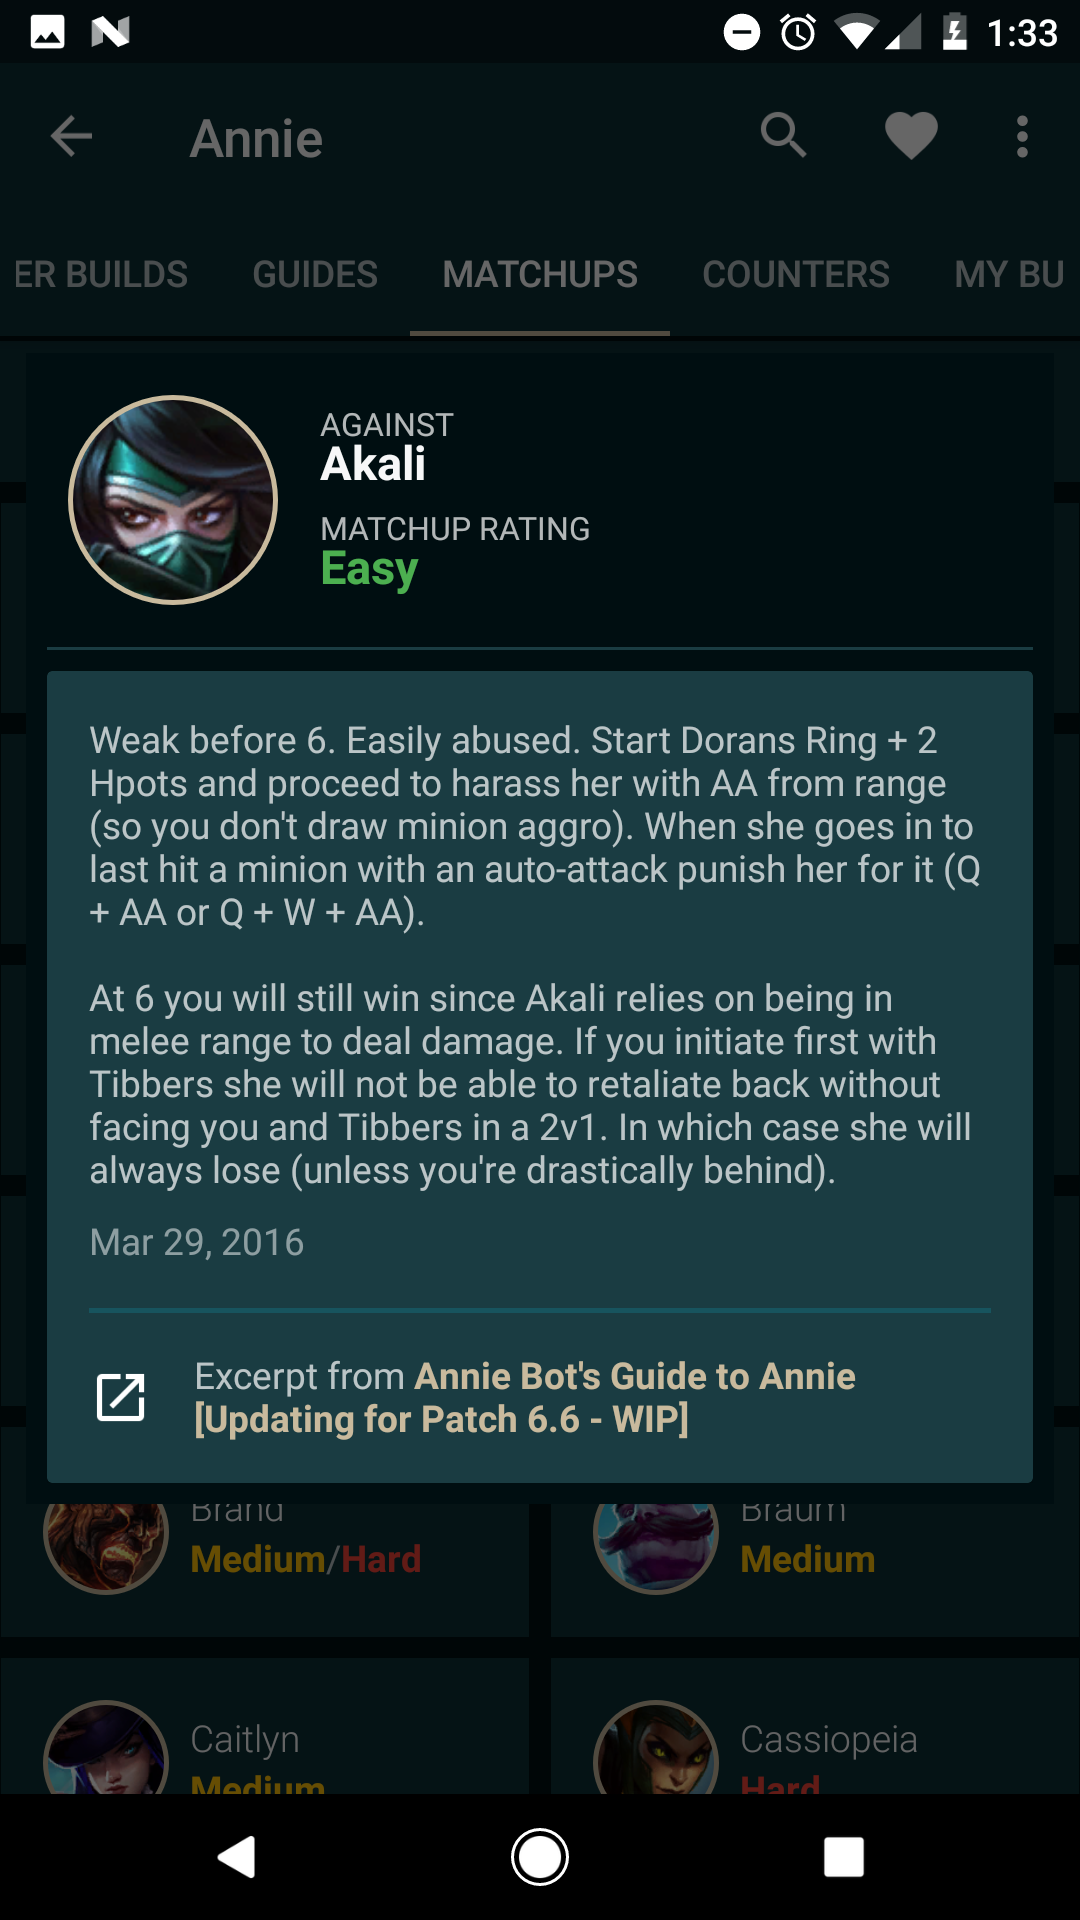 1:33
Annie
ER BUILDS GUIDES MATCHUPS COUNTERS MY BU
AGAINST
Akali
MATCHUP RATING
Easy
Weak before 6. Easily abused. Start Dorans Ring + 2
Hpots and proceed to harass her with AA from range
(so you don't draw minion aggro). When she goes in to
last hit a minion with an auto-attack punish her for it (Q
+ AA or Q + W + AA).
At 6 you will still win since Akali relies on being in
melee range to deal damage. If you initiate first with
Tibbers she will not be able to retaliate back without
facing you and Tibbers in a 2v1. In which case she will
always lose (unless you're drastically behind).
Mar 29, 2016
Excerpt from Annie Bot's Guide to Annie
[Updating for Patch 6.6 - WIP]
Brand
Medium/Hard
Braum
Medium
Caitlyn
Medium
Cassiopeia
Hard